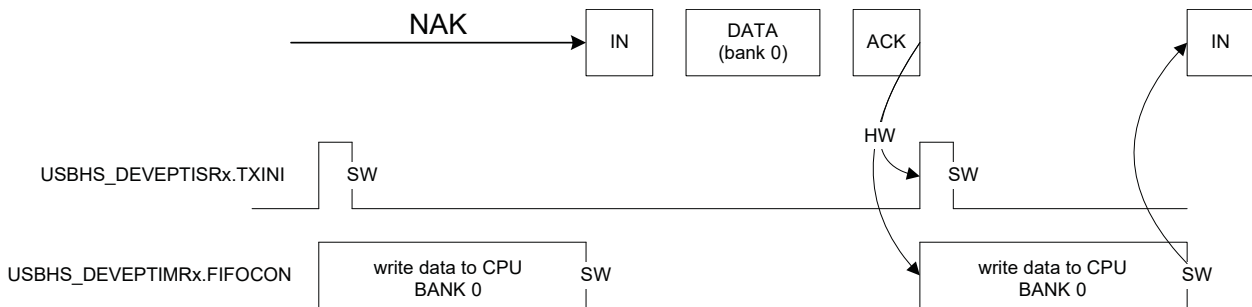 NAK
IN
DATA
(bank 0)
ACK
IN
HW
USBHS_DEVEPTISRx.TXINI
SW
SW
USBHS_DEVEPTIMRx.FIFOCON
write data to CPU
BANK 0
SW
write data to CPU
BANK 0
SW